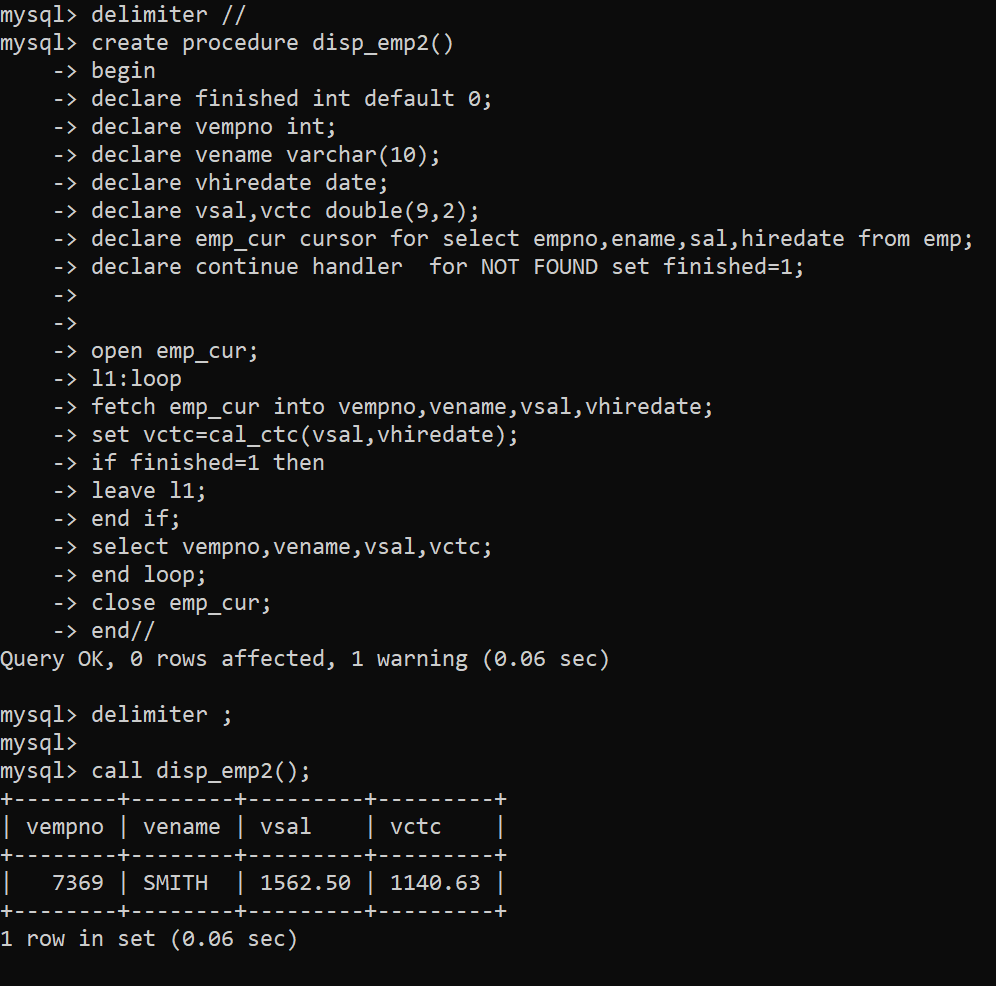 mysql> delimiter //
mysql> create procedure disp_emp2()
    -> begin
    -> declare finished int default 0;
    -> declare vempno int;
    -> declare vename varchar(10);
    -> declare vhiredate date;
    -> declare vsal,vctc double(9,2);
    -> declare emp_cur cursor for select empno,ename,sal,hiredate from emp;
    -> declare continue handler  for NOT FOUND set finished=1;
    ->
    ->
    -> open emp_cur;
    -> l1:loop
    -> fetch emp_cur into vempno,vename,vsal,vhiredate;
    -> set vctc=cal_ctc(vsal,vhiredate);
    -> if finished=1 then
    -> leave l1;
    -> end if;
    -> select vempno,vename,vsal,vctc;
    -> end loop;
    -> close emp_cur;
    -> end//
Query OK, 0 rows affected, 1 warning (0.06 sec)

mysql> delimiter ;
mysql>
mysql> call disp_emp2();
+--------+--------+---------+---------+
| vempno | vename | vsal    | vctc    |
+--------+--------+---------+---------+
|   7369 | SMITH  | 1562.50 | 1140.63 |
+--------+--------+---------+---------+
1 row in set (0.06 sec)